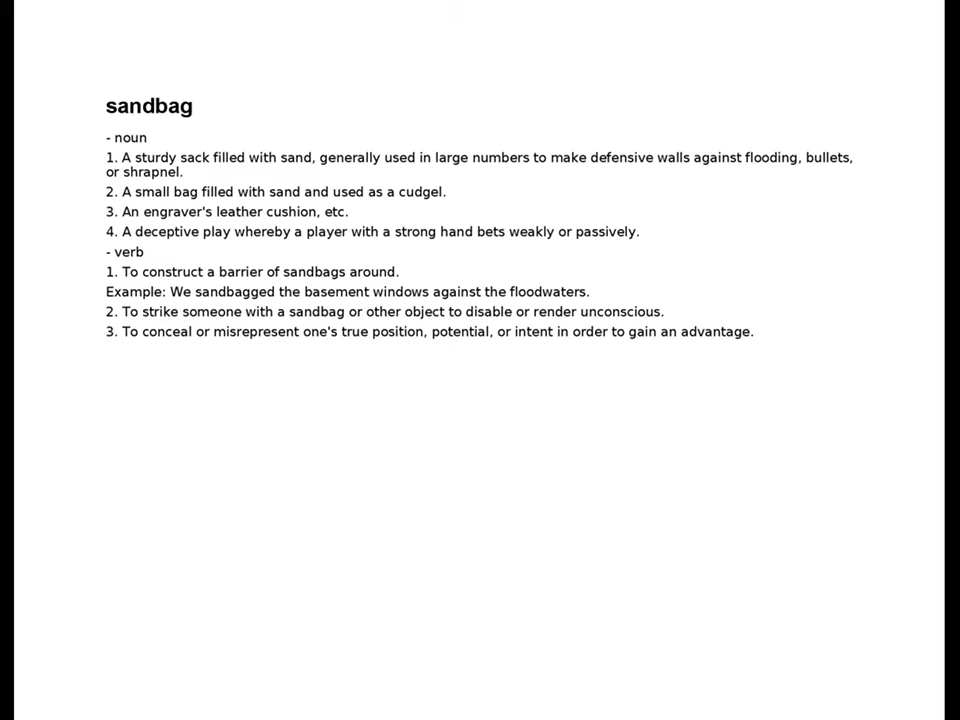 sandbag
- noun
1. A sturdy sack filled with sand, generally used in large numbers to make defensive walls against flooding, bullets,
or shrapnel.
2. A small bag filled with sand and used as a cudgel.
3. An engraver's leather cushion, etc.
4. A deceptive play whereby a player with a strong hand bets weakly or passively.
- verb
1. To construct a barrier of sandbags around.
Example: We sandbagged the basement windows against the floodwaters.
2. To strike someone with a sandbag or other object to disable or render unconscious.
3. To conceal or misrepresent one's true position, potential, or intent in order to gain an advantage.